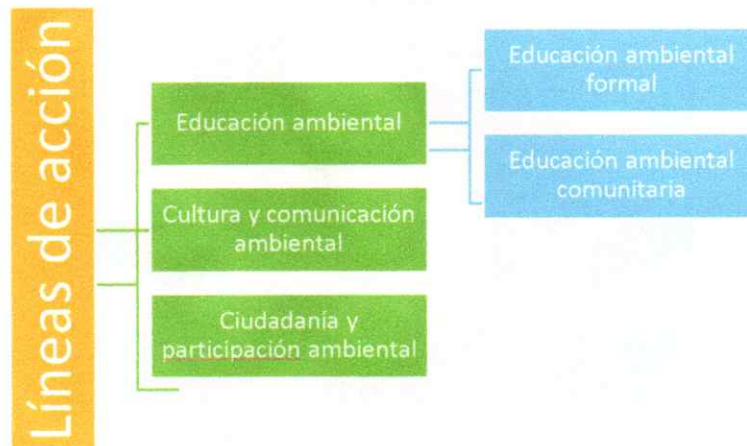 Líneas de acción
Educación ambiental
Cultura y comunicación
ambiental
Ciudadanía y
participación ambiental
Educación ambiental
formal
Educación ambiental
comunitaria